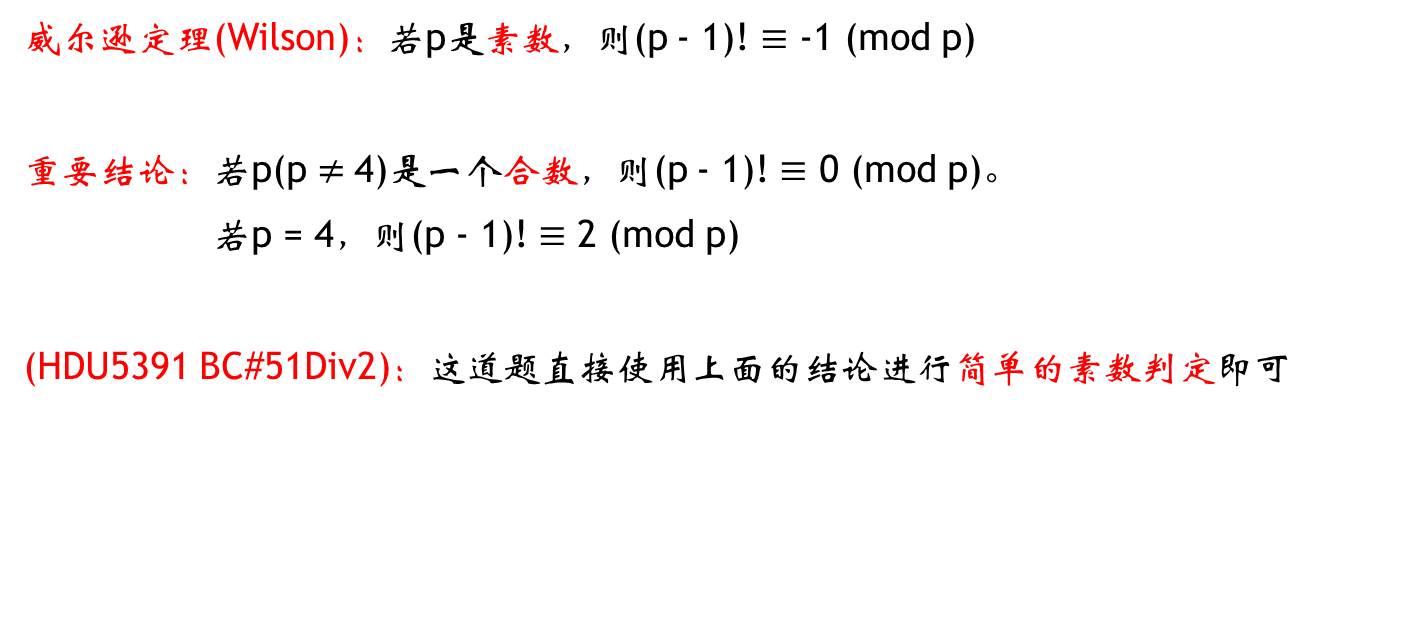 威尔逊定理(Wilson)：若p是素数，则(p - 1)! ≡ -1 (mod p)
重要结论：若p(p ≠ 4)是一个合数，则(p - 1)! ≡ 0 (mod p)。
若p = 4，则(p - 1)! ≡ 2 (mod p)
(HDU5391 BC#51Div2)：这道题直接使用上面的结论进行简单的素数判定即可